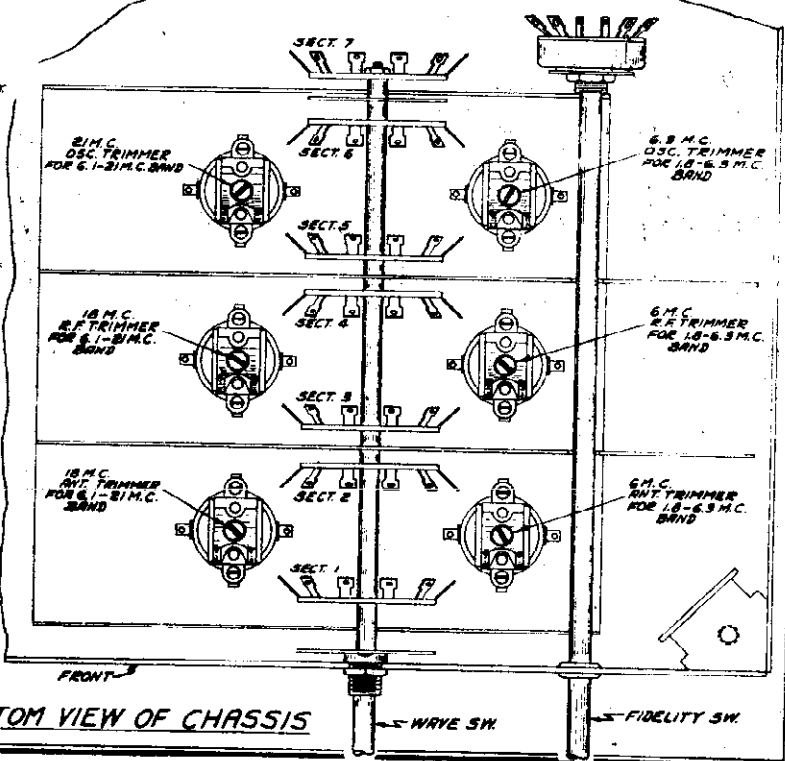 SECT. 7
21 M.C.
OSC. TRIMMER
FOR 6.1-21 M.C. BAND
SECT. 6
6.3 M.C.
OSC. TRIMMER
FOR 1.8-6.3 M.C.
BAND
SECT. 5
18 M.C.
R.F. TRIMMER
FOR 6.1-21 M.C.
BAND
SECT. 4
6 M.C.
R.F. TRIMMER
FOR 1.8-6.3 M.C.
BAND
SECT. 3
18 M.C.
ANT. TRIMMER
FOR 6.1-21 M.C.
BAND
SECT. 2
6 M.C.
ANT. TRIMMER
FOR 1.8-6.3 M.C.
BAND
SECT. 1
FRONT
TOM VIEW OF CHASSIS
WAVE SW.
FIDELITY SW.